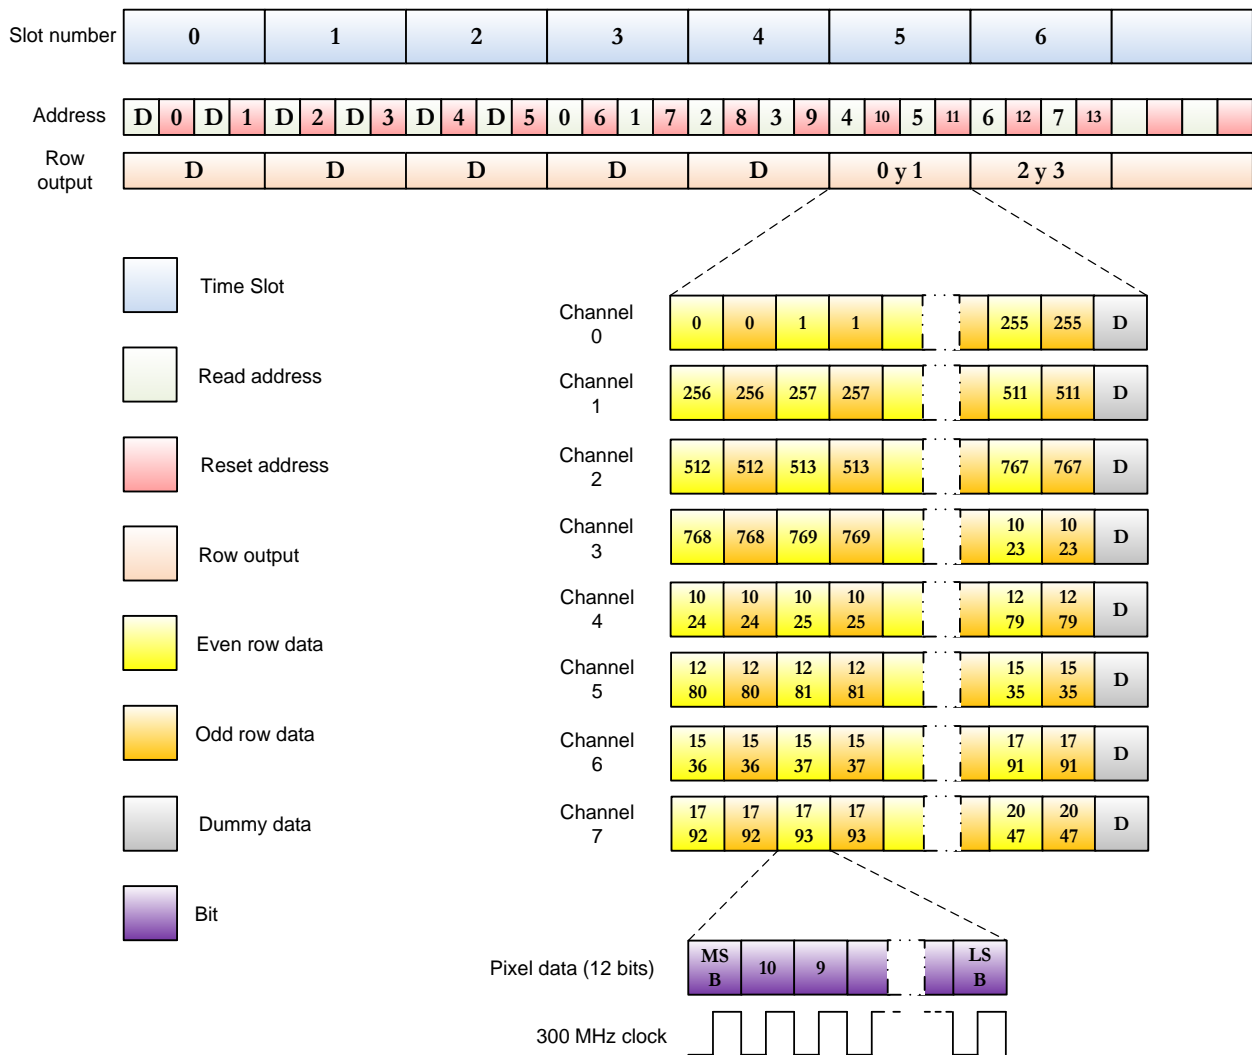 Slot number 0 1 2 3 4 5 6
Address D 0 D 1 D 2 D 3 D 4 D 5 0 6 1 7 2 8 3 9 4 10 5 11 6 12 7 13
Row
output
D D D D D 0 y 1 2 y 3
Time Slot
Read address
Reset address
Row output
Even row data
Odd row data
Dummy data
Bit
Channel
0
0 0 1 1 255 255 D
Channel
1
256 256 257 257 511 511 D
Channel
2
512 512 513 513 767 767 D
Channel
3
768 768 769 769 10 10 D
23 23
Channel
4
10 10 10 10 12 12 D
24 24 25 25 79 79
Channel
5
12 12 12 12 15 15 D
80 80 81 81 35 35
Channel
6
15 15 15 15 17 17 D
36 36 37 37 91 91
Channel
7
17 17 17 17 20 20 D
92 92 93 93 47 47
Pixel data (12 bits)
MS 10 9 LS
B B
300 MHz clock